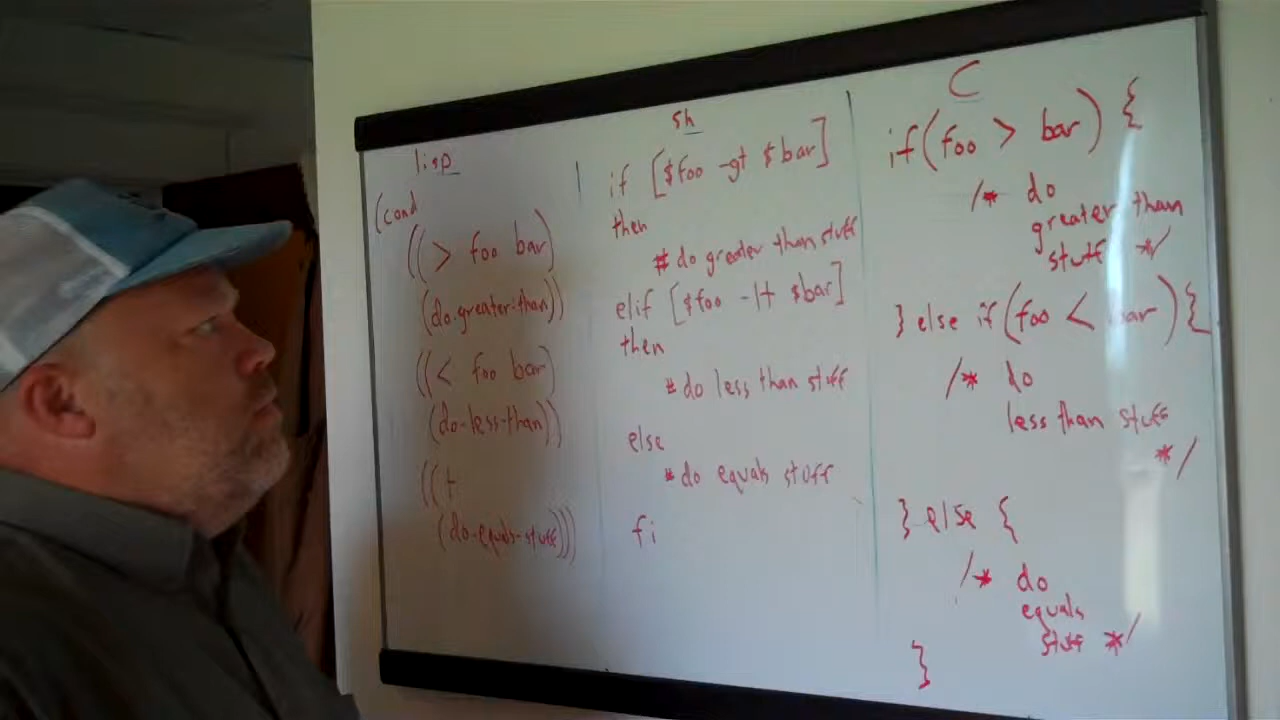 lisp
(cond
((> foo bar)
(do-greater-than))
((< foo bar)
(do-less-than))
((t
(do-equals-stuff)))
sh
if [$foo -gt $bar]
then
# do greater than stuff
elif [$foo -lt $bar]
then
# do less than stuff
else
# do equals stuff
fi
C
if(foo > bar) {
/* do
greater than
stuff */
} else if(foo < bar){
/* do
less than stuff
*/
} else {
/* do
equals
stuff */
}